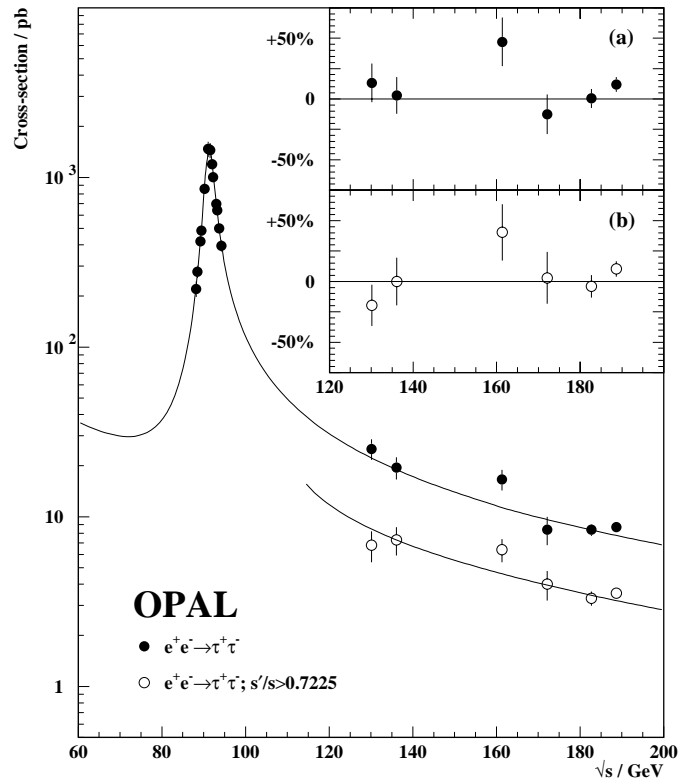 Cross-section / pb
10³
10²
10
1
60 80 100 120 140 160 180 200
√s / GeV
(a)
+50%
0
-50%
(b)
+50%
0
-50%
120 140 160 180
OPAL
e⁺e⁻→τ⁺τ⁻
e⁺e⁻→τ⁺τ⁻; s′/s>0.7225